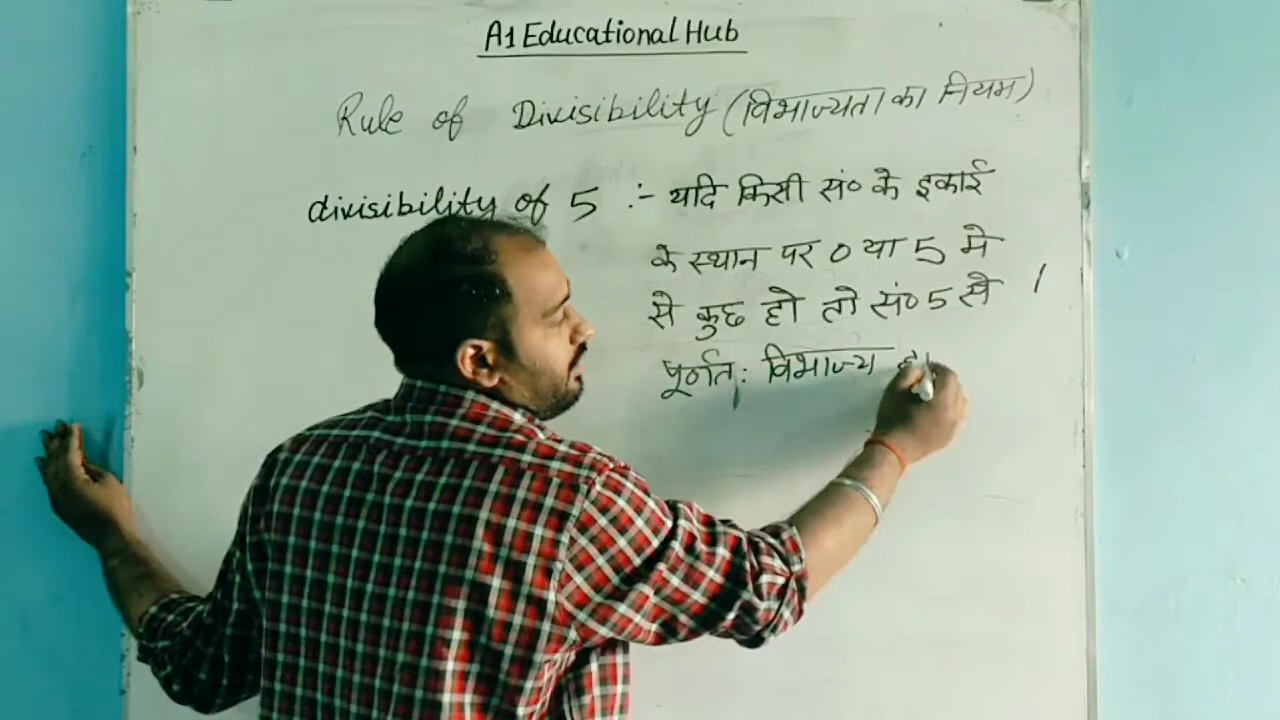 A1 Educational Hub
Rule of Divisibility (विभाज्यता का नियम)
divisibility of 5 :- यदि किसी सं० के इकाई
के स्थान पर 0 या 5 मे
से कुछ हो तो सं० 5 से
पूर्णत: विभाज्य